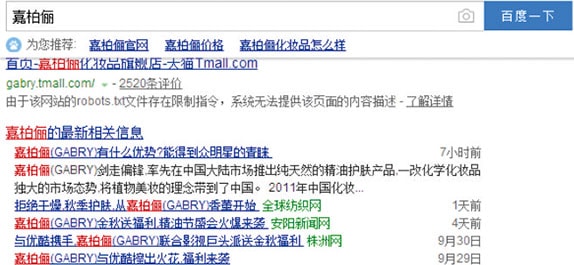 嘉柏俪
百度一下
为您推荐: 嘉柏俪官网 嘉柏俪价格 嘉柏俪化妆品怎么样
首页-嘉柏俪化妆品旗舰店-天猫Tmall.com
gabry.tmall.com/ - 2520条评价
由于该网站的robots.txt文件存在限制指令，系统无法提供该页面的内容描述 - 了解详情
嘉柏俪的最新相关信息
嘉柏俪(GABRY)有什么优势?能得到众明星的青睐 7小时前
嘉柏俪(GABRY)剑走偏锋,率先在中国大陆市场推出纯天然的精油护肤产品,一改化学化妆品
独大的市场态势,将植物美妆的理念带到了中国。 2011年中国化妆...
拒绝干燥,秋季护肤,从嘉柏俪(GABRY)香薰开始 全球纺织网 1天前
嘉柏俪(GABRY)金秋送福利,精油节盛会火爆来袭 安阳新闻网 4天前
与优酷携手,嘉柏俪(GABRY)联合影视巨头派送金秋福利 株洲网 9月30日
嘉柏俪(GABRY)与优酷擦出火花,福利来袭 9月29日